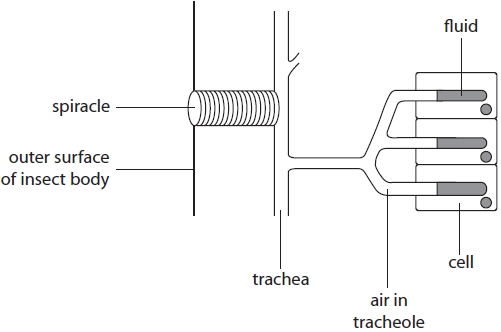 fluid
spiracle
outer surface
of insect body
cell
trachea
air in
tracheole